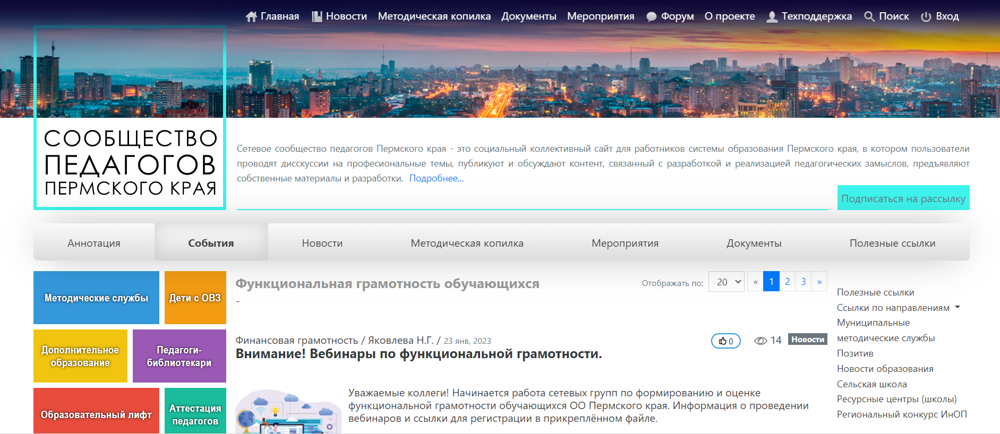 Главная Новости Методическая копилка Документы Мероприятия Форум О проекте Техподдержка Поиск Вход
СООБЩЕСТВО
ПЕДАГОГОВ
ПЕРМСКОГО КРАЯ
Сетевое сообщество педагогов Пермского края - это социальный коллективный сайт для работников системы образования Пермского края, в котором пользователи
проводят дисскуссии на професиональные темы, публикуют и обсуждают контент, связанный с разработкой и реализацией педагогических замыслов, предъявляют
собственные материалы и разработки. Подробнее...
Подписаться на рассылку
Аннотация События Новости Методическая копилка Мероприятия Документы Полезные ссылки
Методические службы
Дети с ОВЗ
Дополнительное
образование
Педагоги-
библиотекари
Образовательный лифт
Аттестация
педагогов
Функциональная грамотность обучающихся
-
Отображать по: 20 « 1 2 3 »
Финансовая грамотность / Яковлева Н.Г. / 23 янв, 2023
0 14 Новости
Внимание! Вебинары по функциональной грамотности.
Уважаемые коллеги! Начинается работа сетевых групп по формированию и оценке
функциональной грамотности обучающихся ОО Пермского края. Информация о проведении
вебинаров и ссылки для регистрации в прикреплённом файле.
Полезные ссылки
Ссылки по направлениям
Муниципальные
методические службы
Позитив
Новости образования
Сельская школа
Ресурсные центры (школы)
Региональный конкурс ИнОП